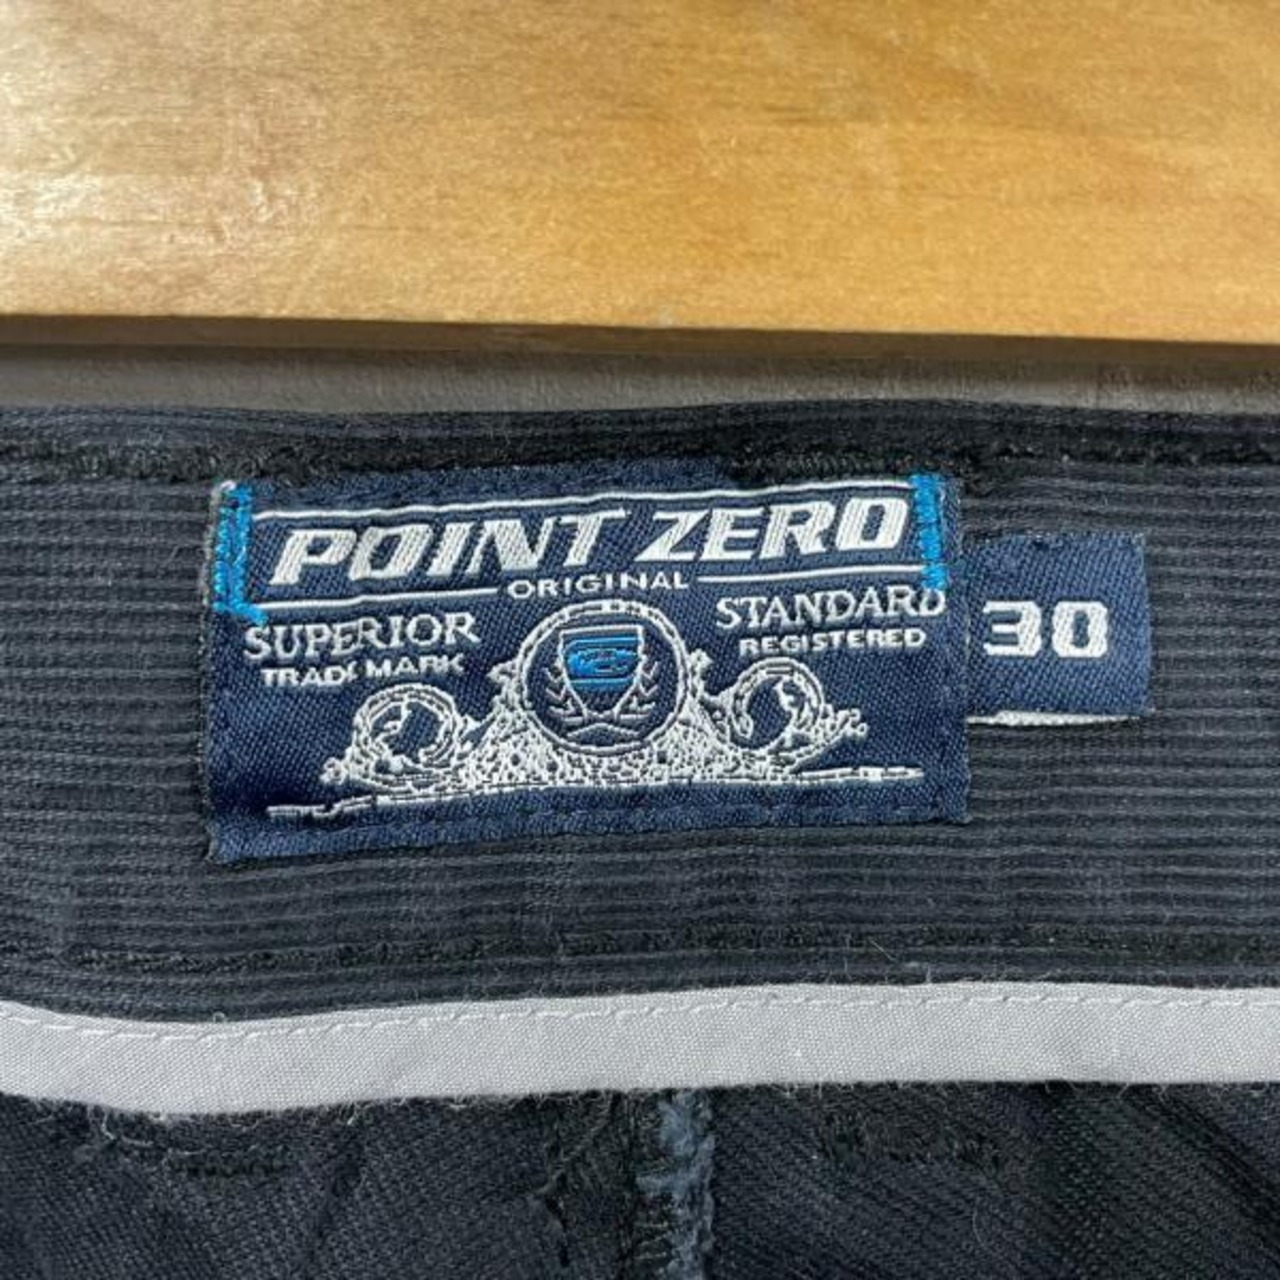 POINT ZERO
ORIGINAL
SUPERIOR
TRADE MARK
STANDARD
REGISTERED
30